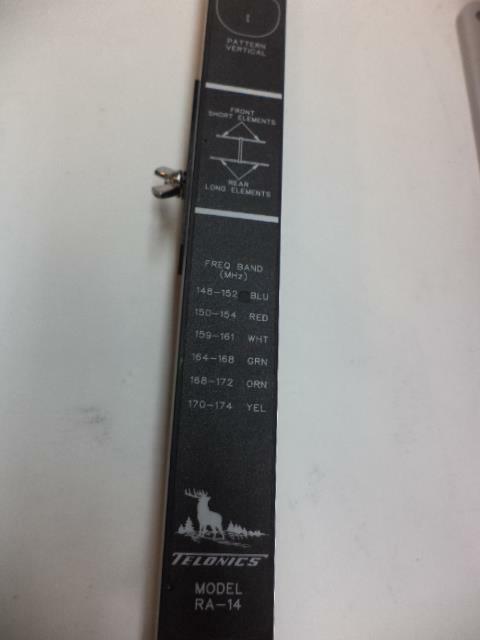 PATTERN
VERTICAL
FRONT
SHORT ELEMENTS
REAR
LONG ELEMENTS
FREQ BAND
(MHz)
148-152 BLU
150-154 RED
159-161 WHT
164-168 GRN
168-172 ORN
170-174 YEL
TELONICS
MODEL
RA-14